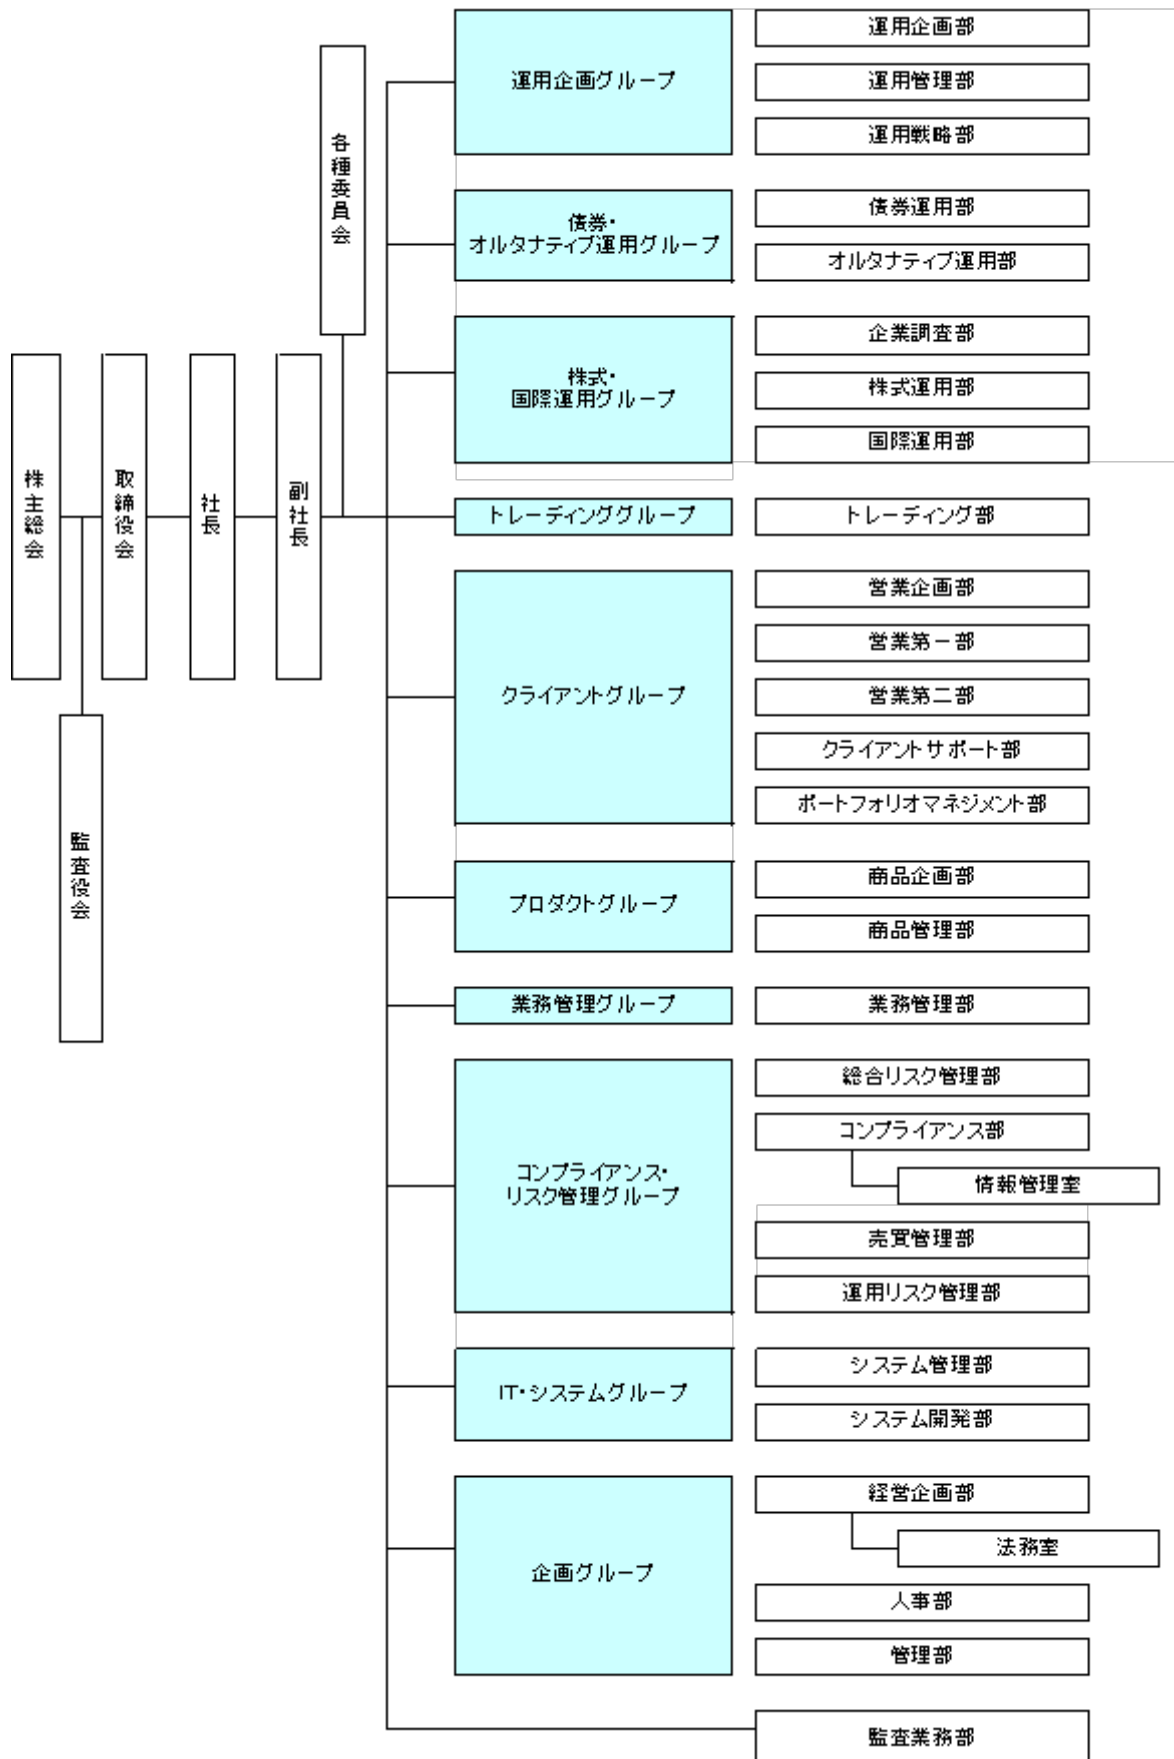 株主総会
監査役会
取締役会
社長
副社長
各種委員会
運用企画グループ
運用企画部
運用管理部
運用戦略部
債券・
オルタナティブ運用グループ
債券運用部
オルタナティブ運用部
株式・
国際運用グループ
企業調査部
株式運用部
国際運用部
トレーディンググループ
トレーディング部
クライアントグループ
営業企画部
営業第一部
営業第二部
クライアントサポート部
ポートフォリオマネジメント部
プロダクトグループ
商品企画部
商品管理部
業務管理グループ
業務管理部
コンプライアンス・
リスク管理グループ
総合リスク管理部
コンプライアンス部
情報管理室
売買管理部
運用リスク管理部
IT・システムグループ
システム管理部
システム開発部
企画グループ
経営企画部
法務室
人事部
管理部
監査業務部